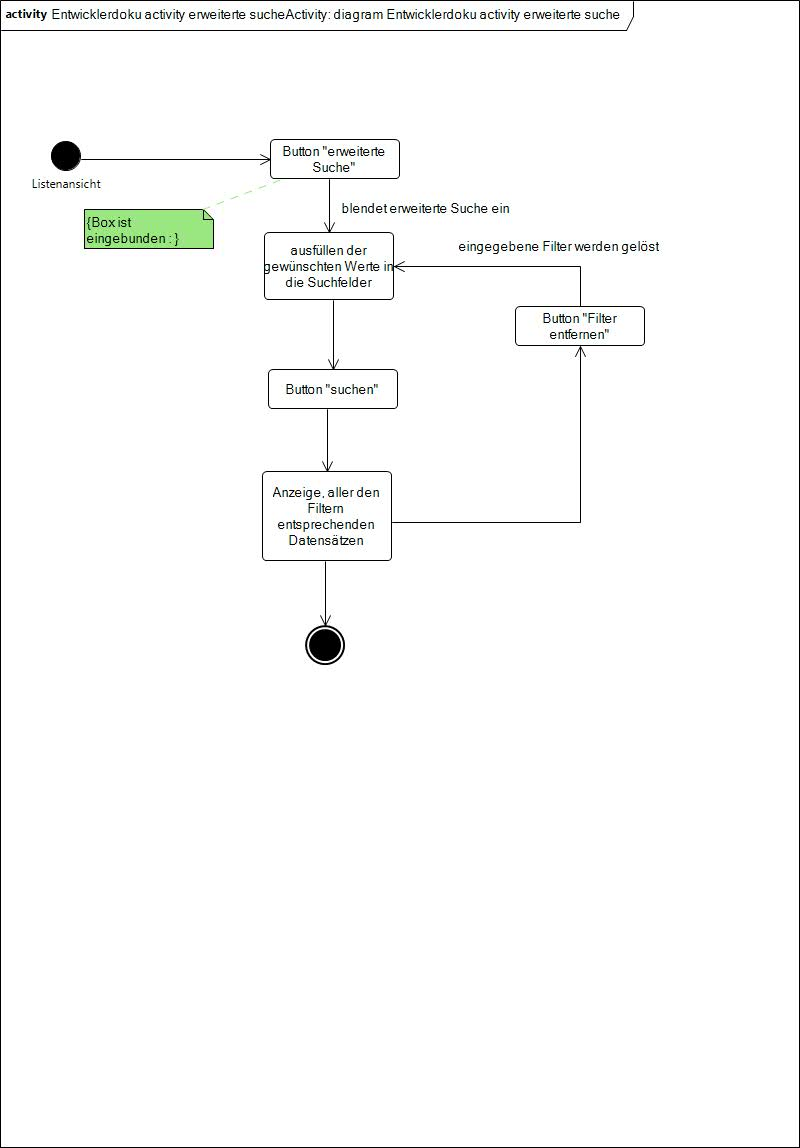 activity Entwicklerdoku activity erweiterte sucheActivity: diagram Entwicklerdoku activity erweiterte suche
Button "erweiterte
Suche"
Listenansicht
{Box ist
eingebunden : }
blendet erweiterte Suche ein
ausfüllen der
gewünschten Werte in
die Suchfelder
eingegebene Filter werden gelöst
Button "Filter
entfernen"
Button "suchen"
Anzeige, aller den
Filtern
entsprechenden
Datensätzen